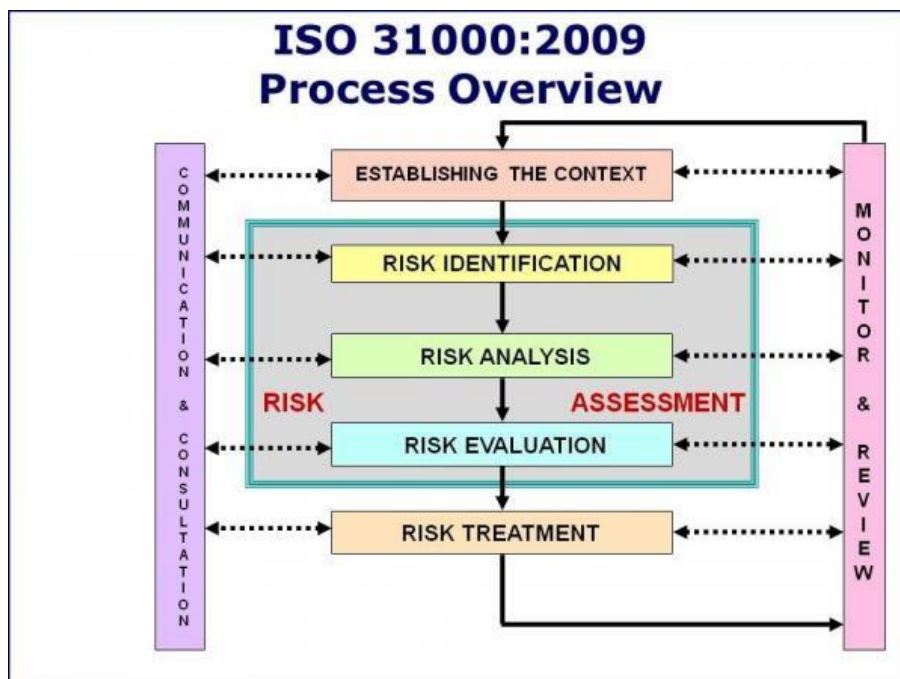 ISO 31000:2009
Process Overview
ESTABLISHING THE CONTEXT
RISK IDENTIFICATION
RISK ANALYSIS
RISK ASSESSMENT
RISK EVALUATION
RISK TREATMENT
COMMUNICATION & CONSULTATION
MONITOR & REVIEW